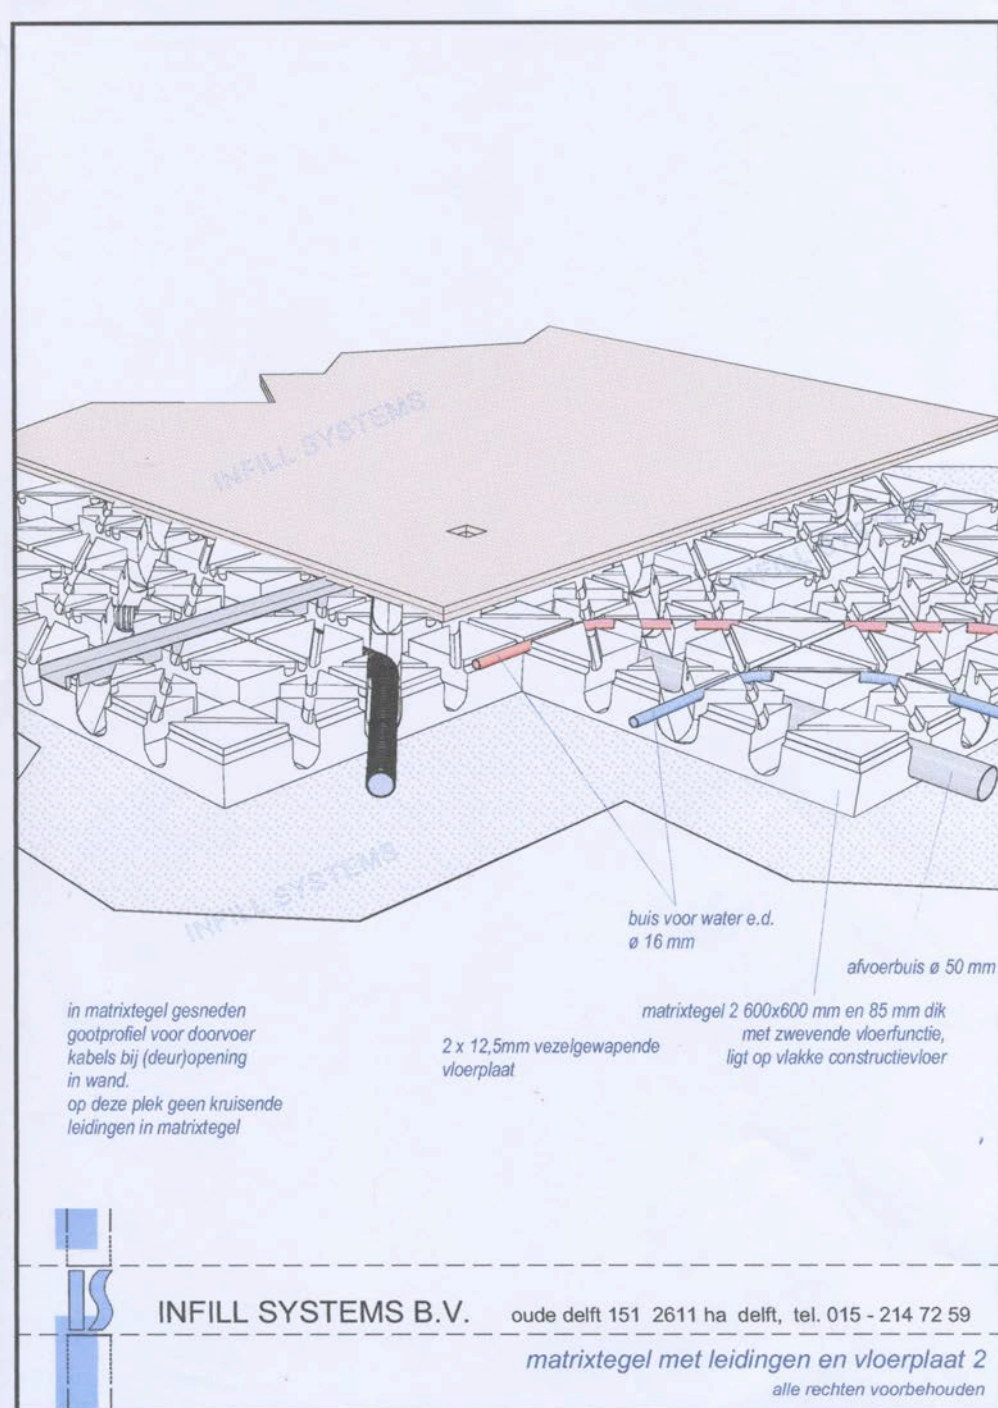 INFILL SYSTEMS
INFILL SYSTEMS
buis voor water e.d.
ø 16 mm
afvoerbuis ø 50 mm
matrixtegel 2 600x600 mm en 85 mm dik
met zwevende vloerfunctie,
ligt op vlakke constructievloer
2 x 12,5mm vezelgewapende
vloerplaat
in matrixtegel gesneden
gootprofiel voor doorvoer
kabels bij (deur)opening
in wand.
op deze plek geen kruisende
leidingen in matrixtegel
IS
INFILL SYSTEMS B.V. oude delft 151 2611 ha delft, tel. 015 - 214 72 59
matrixtegel met leidingen en vloerplaat 2
alle rechten voorbehouden